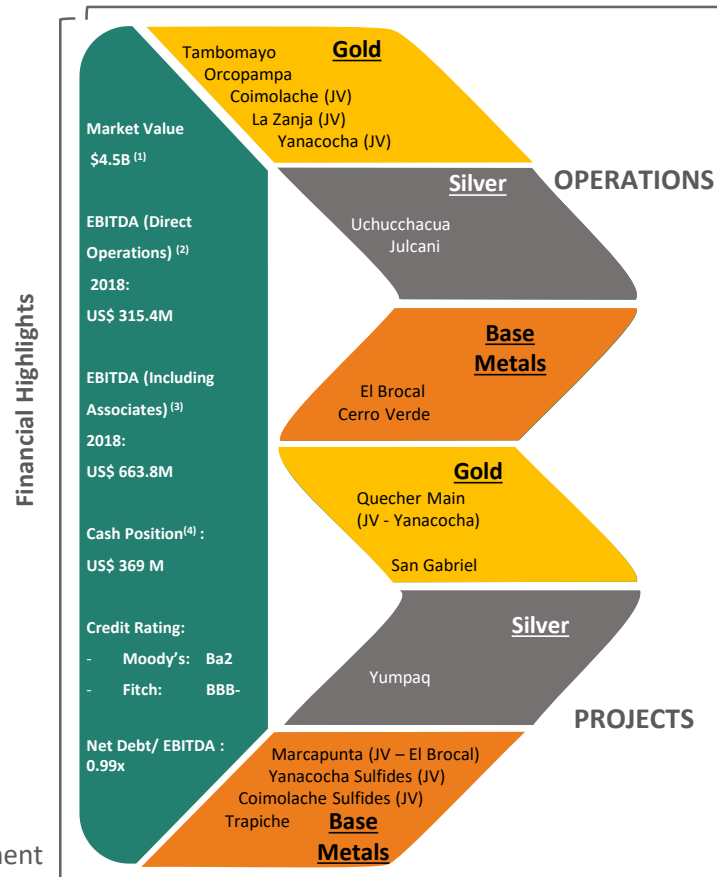 Financial Highlights
Market Value
$4.5B (1)
EBITDA (Direct
Operations) (2)
2018:
US$ 315.4M
EBITDA (Including
Associates) (3)
2018:
US$ 663.8M
Cash Position(4) :
US$ 369 M
Credit Rating:
- Moody's: Ba2
- Fitch: BBB-
Net Debt/ EBITDA :
0.99x
Gold
Tambomayo
Orcopampa
Coimolache (JV)
La Zanja (JV)
Yanacocha (JV)
OPERATIONS
Silver
Uchucchacua
Julcani
Base
Metals
El Brocal
Cerro Verde
Gold
Quecher Main
(JV - Yanacocha)
San Gabriel
Silver
Yumpaq
PROJECTS
Marcapunta (JV – El Brocal)
Yanacocha Sulfides (JV)
Coimolache Sulfides (JV)
Trapiche
Base
Metals